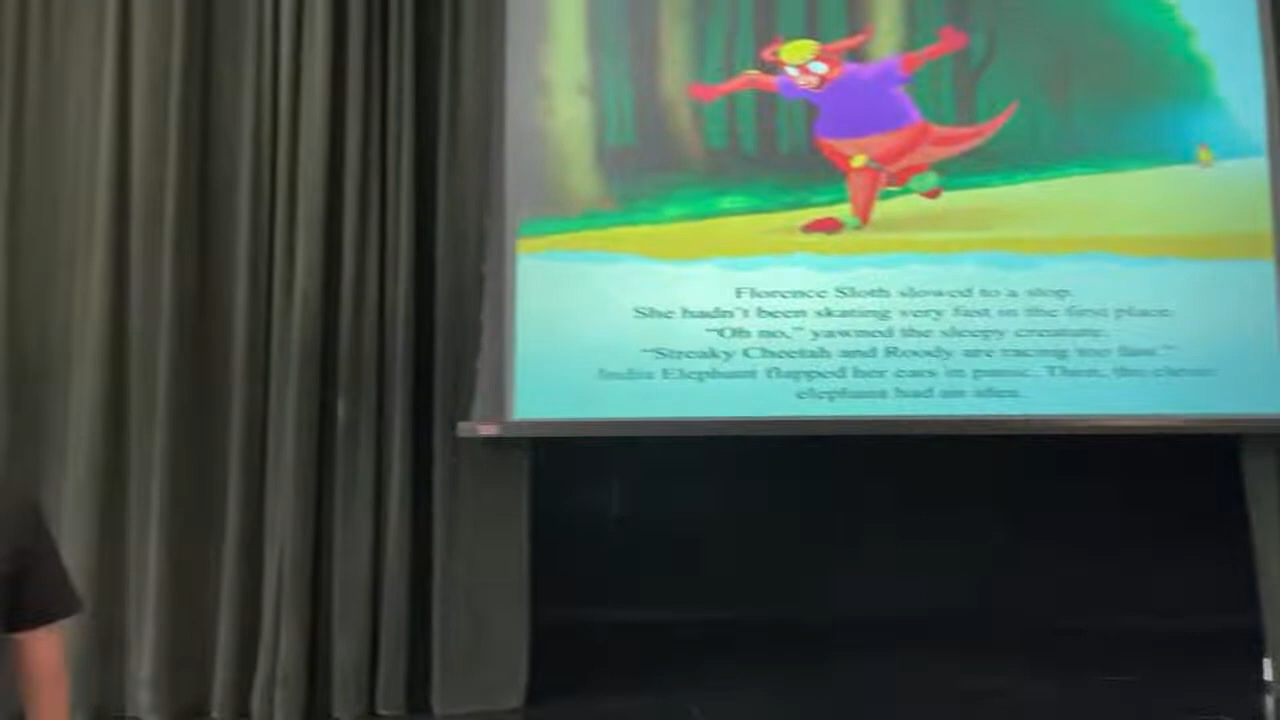 Florence Sloth slowed to a stop.
She hadn't been skating very fast in the first place.
"Oh no," yawned the sleepy creature.
"Streaky Cheetah and Roody are racing too fast."
India Elephant flapped her ears in panic. Then, the clever
elephant had an idea.